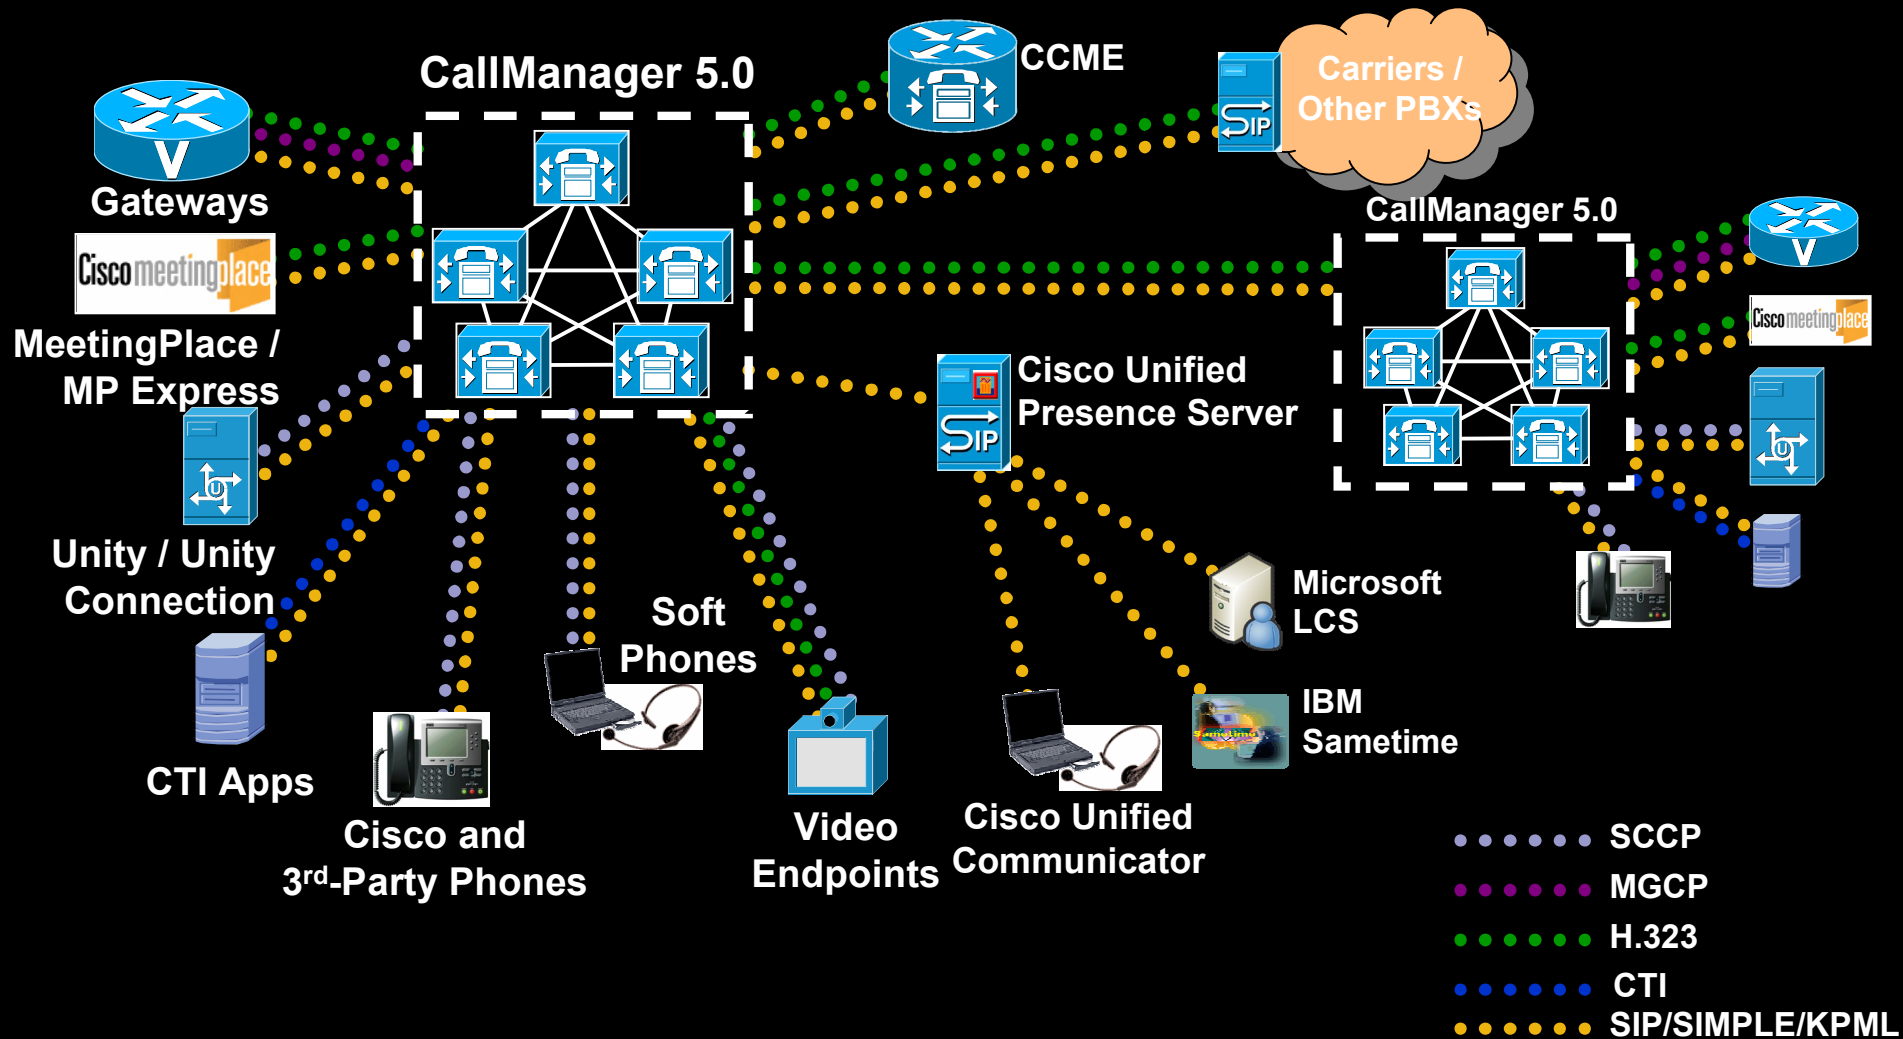 CallManager 5.0
CCME
Carriers /
Other PBXs
SIP
V
Gateways
CallManager 5.0
V
Cisco meetingplace
MeetingPlace /
MP Express
Cisco meetingplace
Cisco Unified
Presence Server
SIP
U
U
Unity / Unity
Connection
Soft
Phones
Microsoft
LCS
IBM
Sametime
Sametime
CTI Apps
Cisco and
3rd-Party Phones
Video
Endpoints
Cisco Unified
Communicator
SCCP
MGCP
H.323
CTI
SIP/SIMPLE/KPML